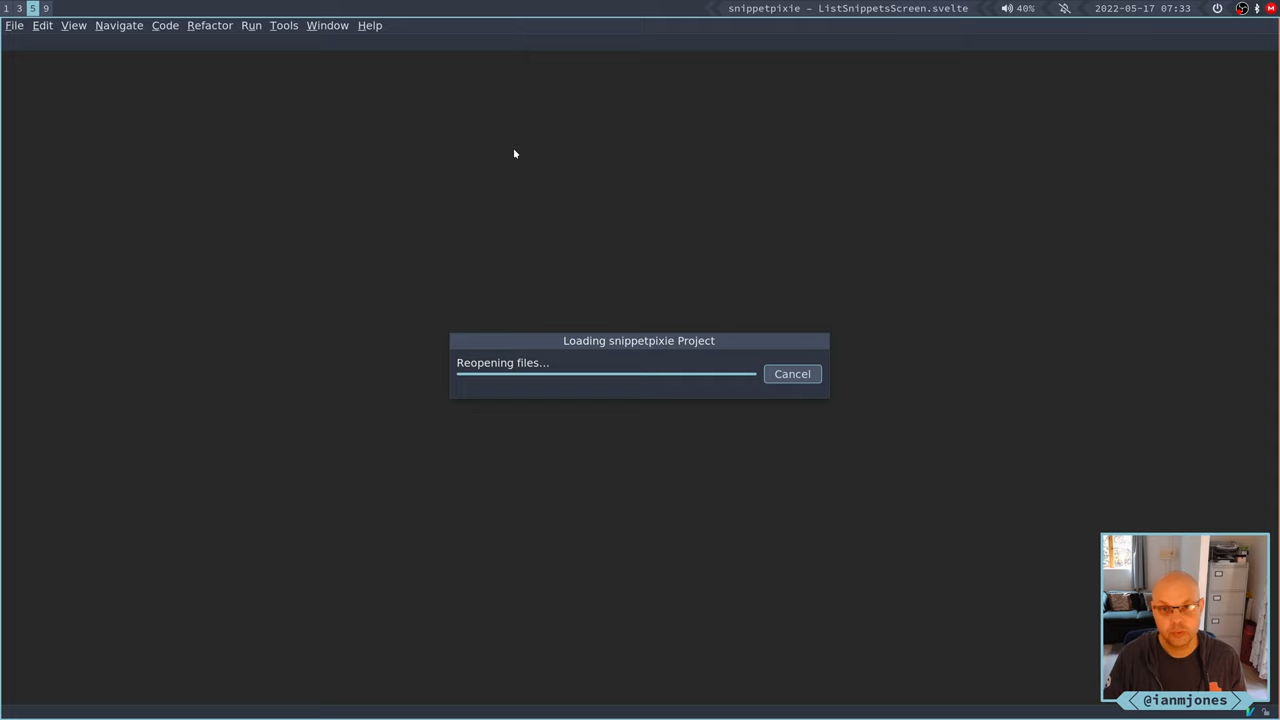 1 3 5 9
snippetpixie – ListSnippetsScreen.svelte
40%
2022-05-17 07:33
File Edit View Navigate Code Refactor Run Tools Window Help
Loading snippetpixie Project
Reopening files...
Cancel
@ianmjones